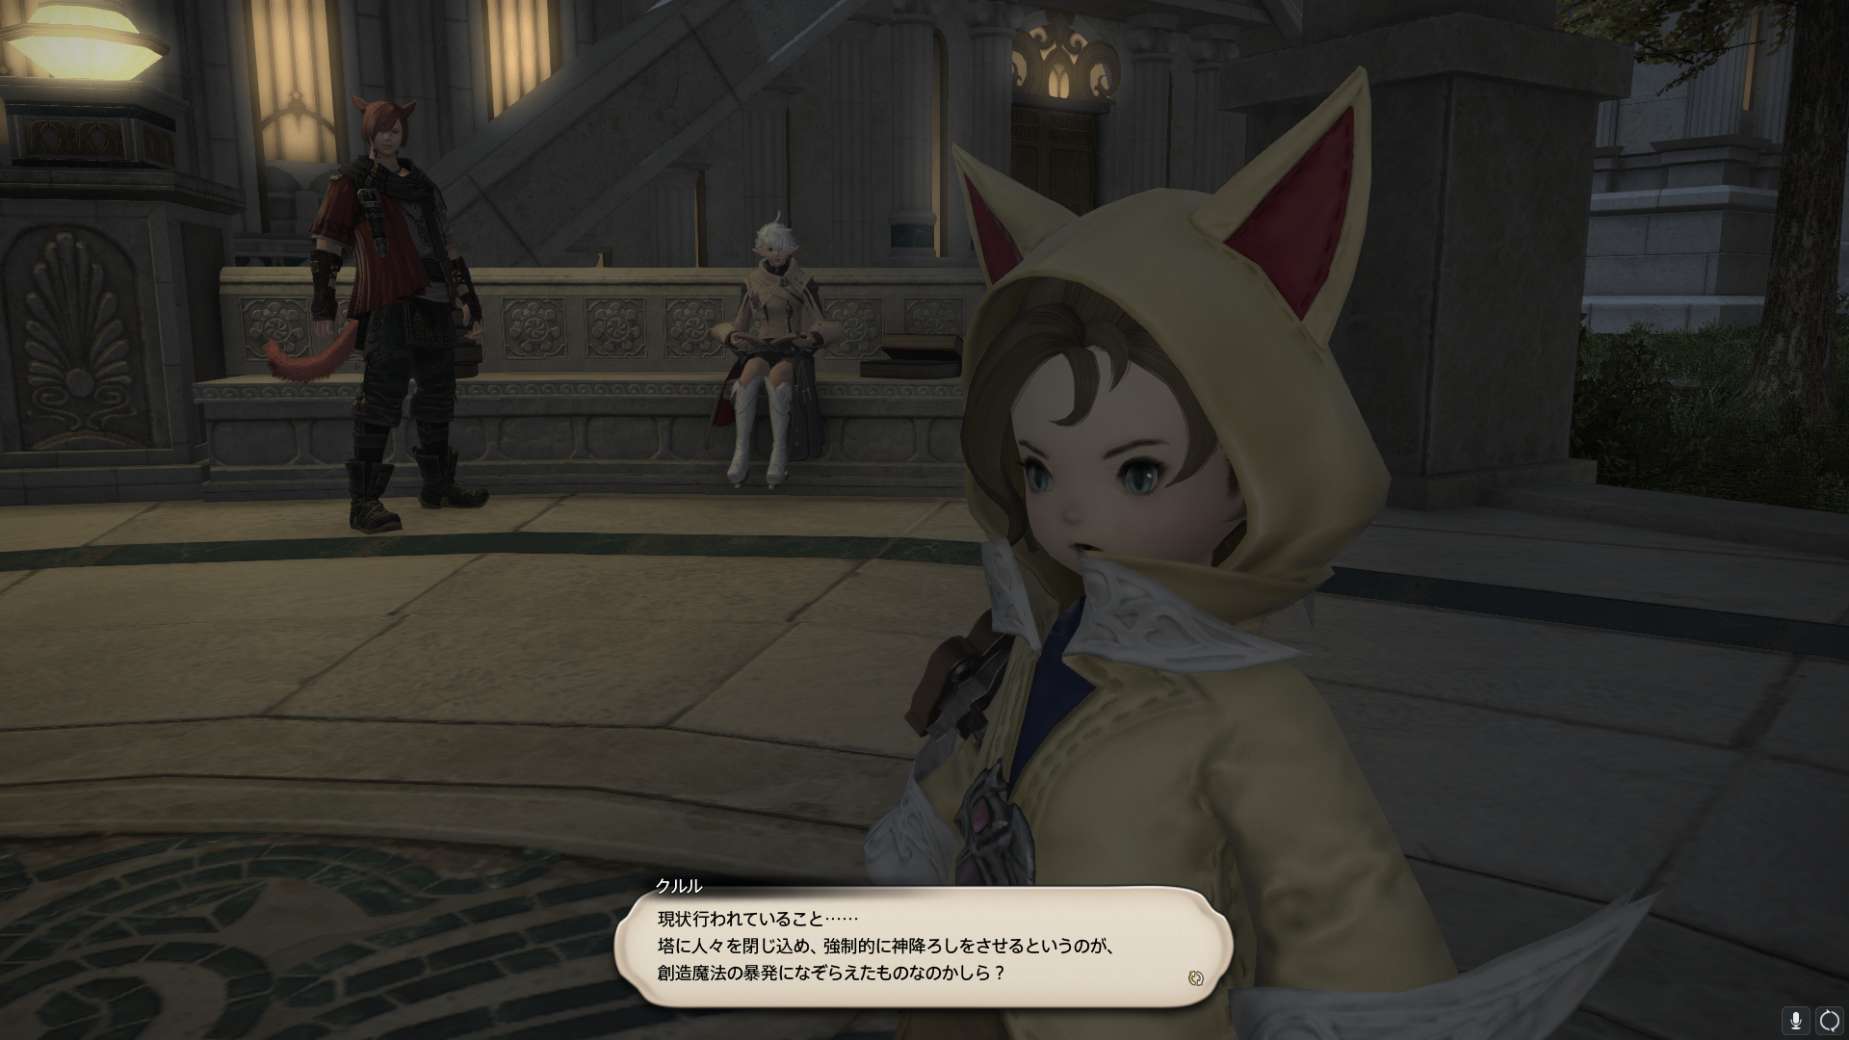 クルル
現状行われていること……
塔に人々を閉じ込め、強制的に神降ろしをさせるというのが、
創造魔法の暴発になぞらえたものなのかしら？